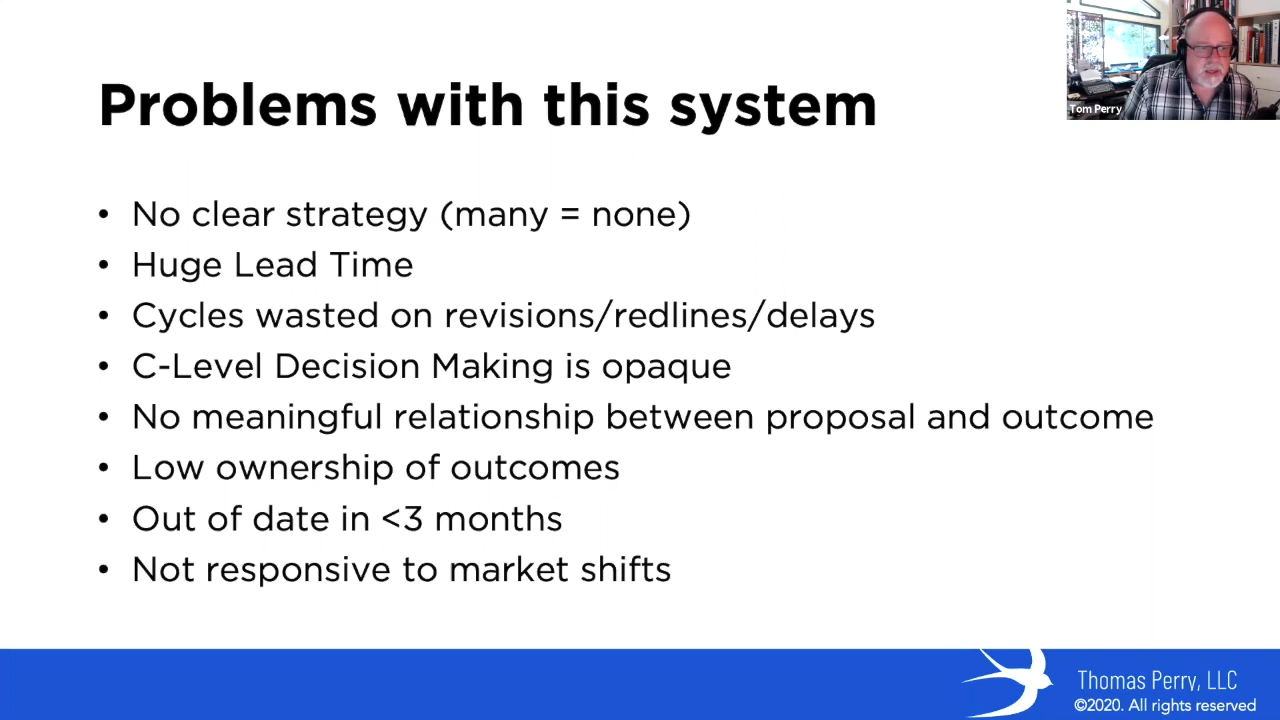 Problems with this system
Tom Perry
• No clear strategy (many = none)
• Huge Lead Time
• Cycles wasted on revisions/redlines/delays
• C-Level Decision Making is opaque
• No meaningful relationship between proposal and outcome
• Low ownership of outcomes
• Out of date in <3 months
• Not responsive to market shifts
Thomas Perry, LLC
©2020. All rights reserved